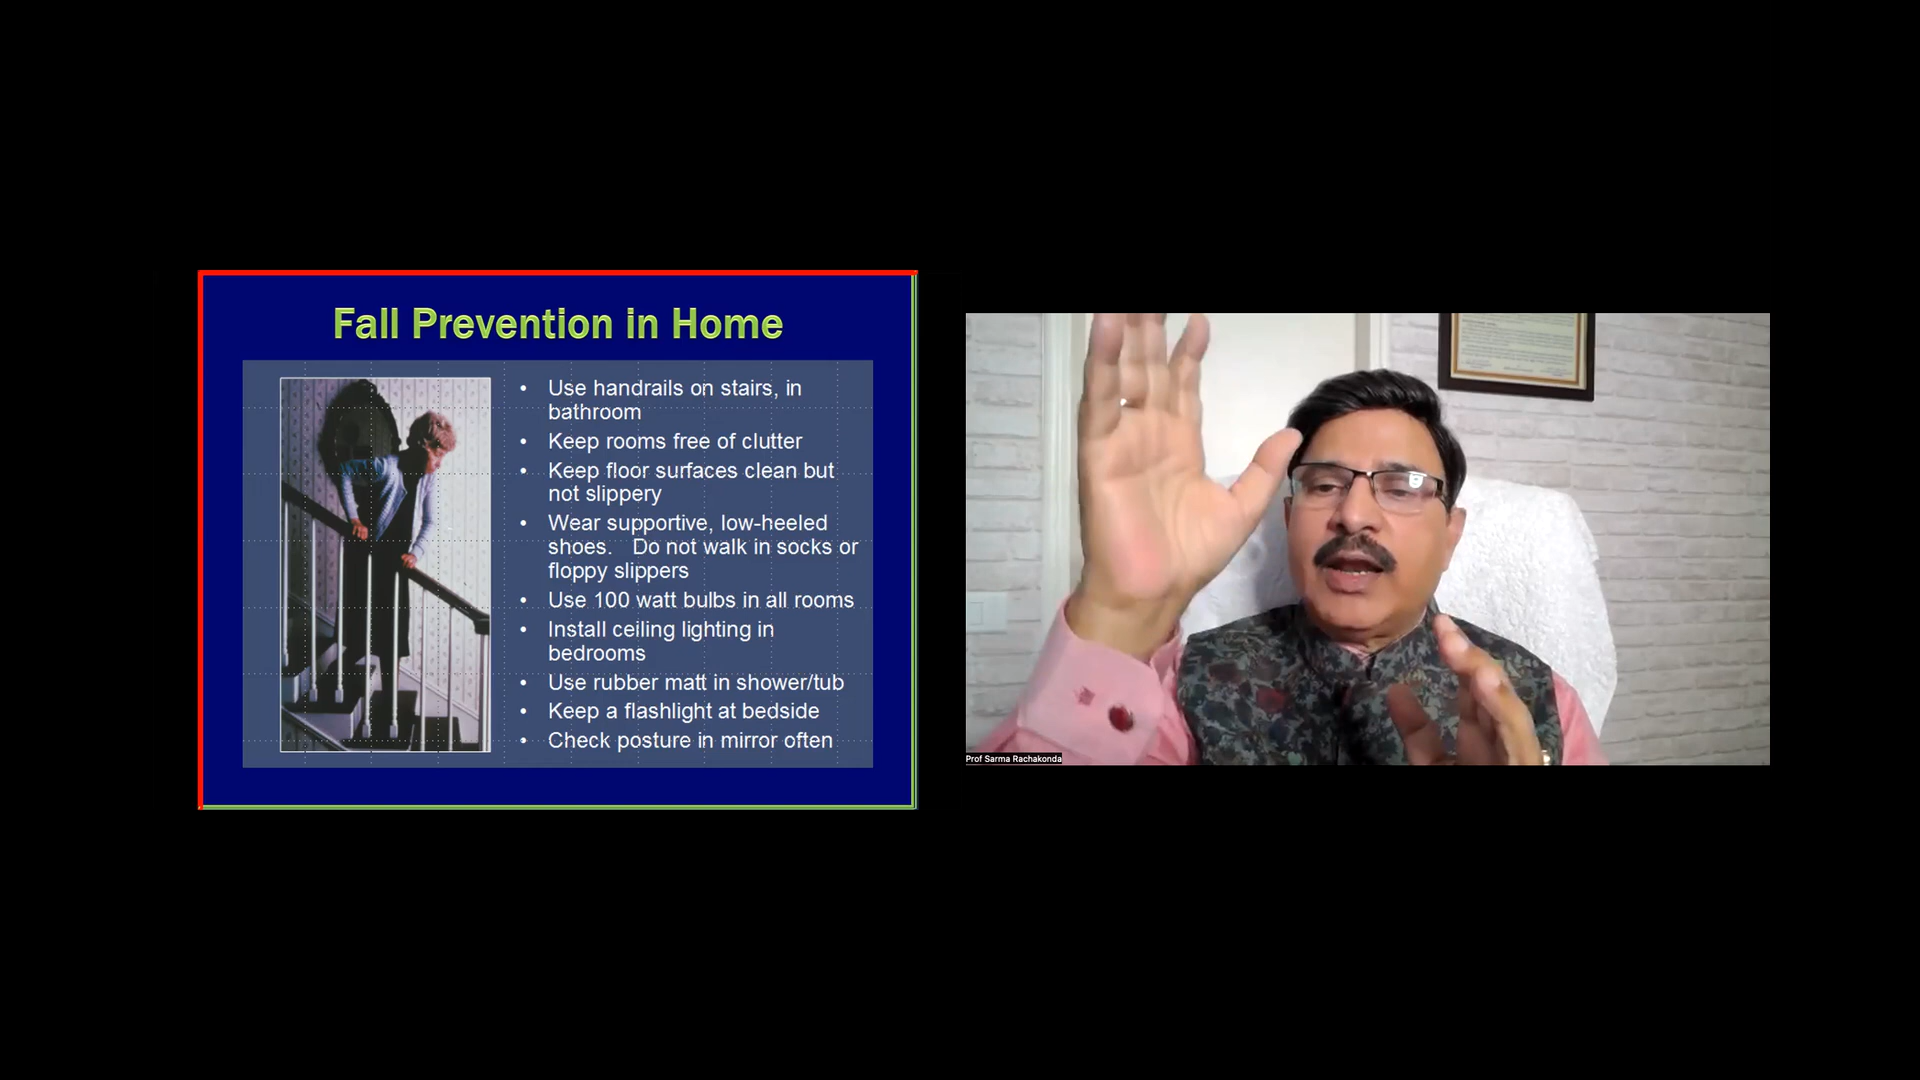 Fall Prevention in Home
• Use handrails on stairs, in
bathroom
• Keep rooms free of clutter
• Keep floor surfaces clean but
not slippery
• Wear supportive, low-heeled
shoes. Do not walk in socks or
floppy slippers
• Use 100 watt bulbs in all rooms
• Install ceiling lighting in
bedrooms
• Use rubber matt in shower/tub
• Keep a flashlight at bedside
• Check posture in mirror often
Prof Sarma Rachakonda